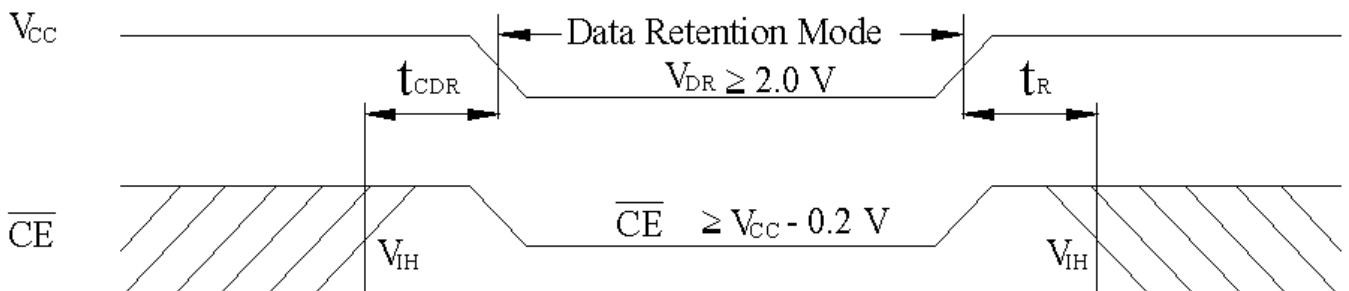 VCC
Data Retention Mode
VDR ≥ 2.0 V
tCDR
tR
CE ≥ VCC - 0.2 V
CE
VIH
VIH